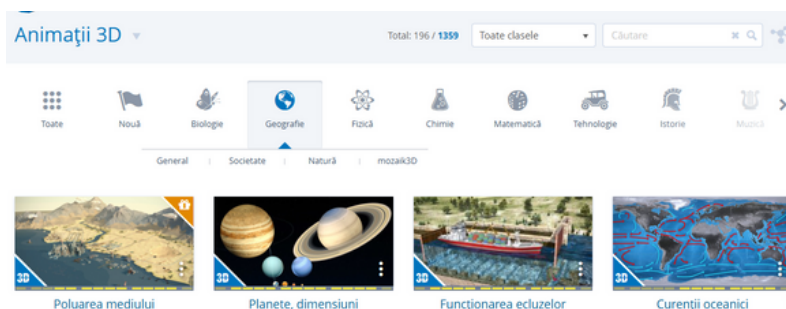 Animații 3D
Total: 196 / 1359
Toate clasele
Căutare
Toate
Nouă
Biologie
Geografie
Fizică
Chimie
Matematică
Tehnologie
Istorie
Muzică
General | Societate | Natură | mozaik3D
3D
3D
3D
3D
Poluarea mediului
Planete, dimensiuni
Funcționarea ecluzelor
Curenții oceanici